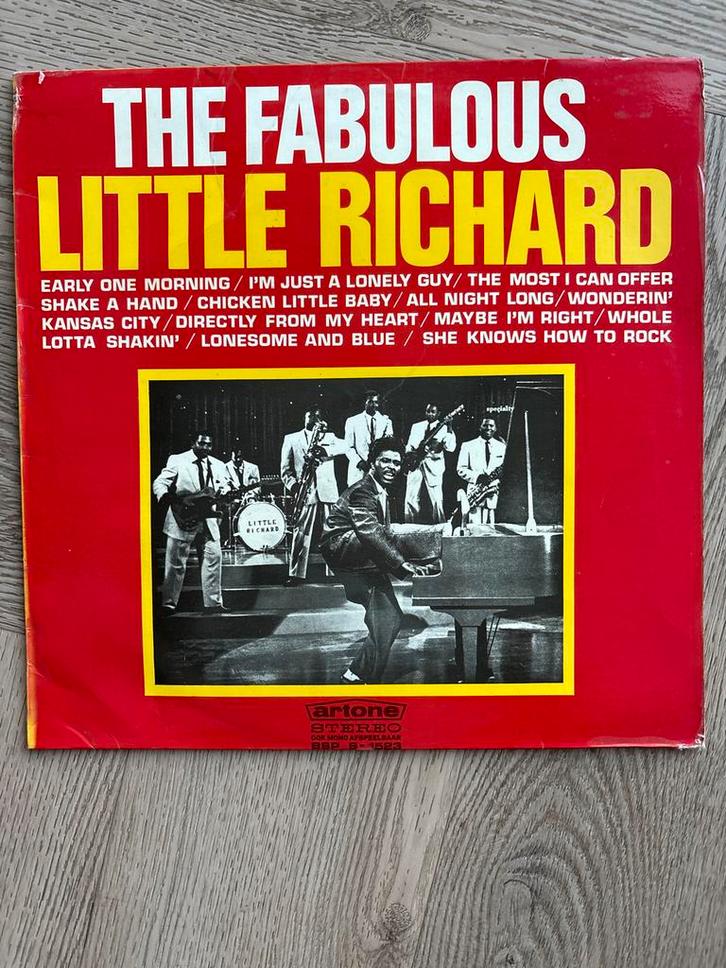 THE FABULOUS
LITTLE RICHARD
EARLY ONE MORNING / I'M JUST A LONELY GUY / THE MOST I CAN OFFER
SHAKE A HAND / CHICKEN LITTLE BABY / ALL NIGHT LONG / WONDERIN'
KANSAS CITY / DIRECTLY FROM MY HEART / MAYBE I'M RIGHT / WHOLE
LOTTA SHAKIN' / LONESOME AND BLUE / SHE KNOWS HOW TO ROCK
specialty
LITTLE
RICHARD
artone
STEREO
OOK MONO AFSPEELBAAR